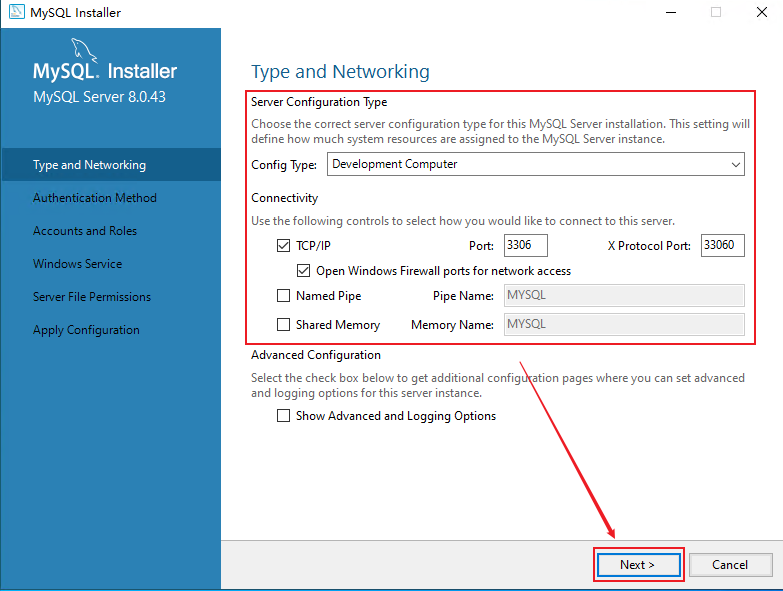 MySQL Installer
MySQL. Installer
MySQL Server 8.0.43
Type and Networking
Authentication Method
Accounts and Roles
Windows Service
Server File Permissions
Apply Configuration
Type and Networking
Server Configuration Type
Choose the correct server configuration type for this MySQL Server installation. This setting will
define how much system resources are assigned to the MySQL Server instance.
Config Type: Development Computer
Connectivity
Use the following controls to select how you would like to connect to this server.
TCP/IP Port: 3306 X Protocol Port: 33060
Open Windows Firewall ports for network access
Named Pipe Pipe Name: MYSQL
Shared Memory Memory Name: MYSQL
Advanced Configuration
Select the check box below to get additional configuration pages where you can set advanced
and logging options for this server instance.
Show Advanced and Logging Options
Next > Cancel